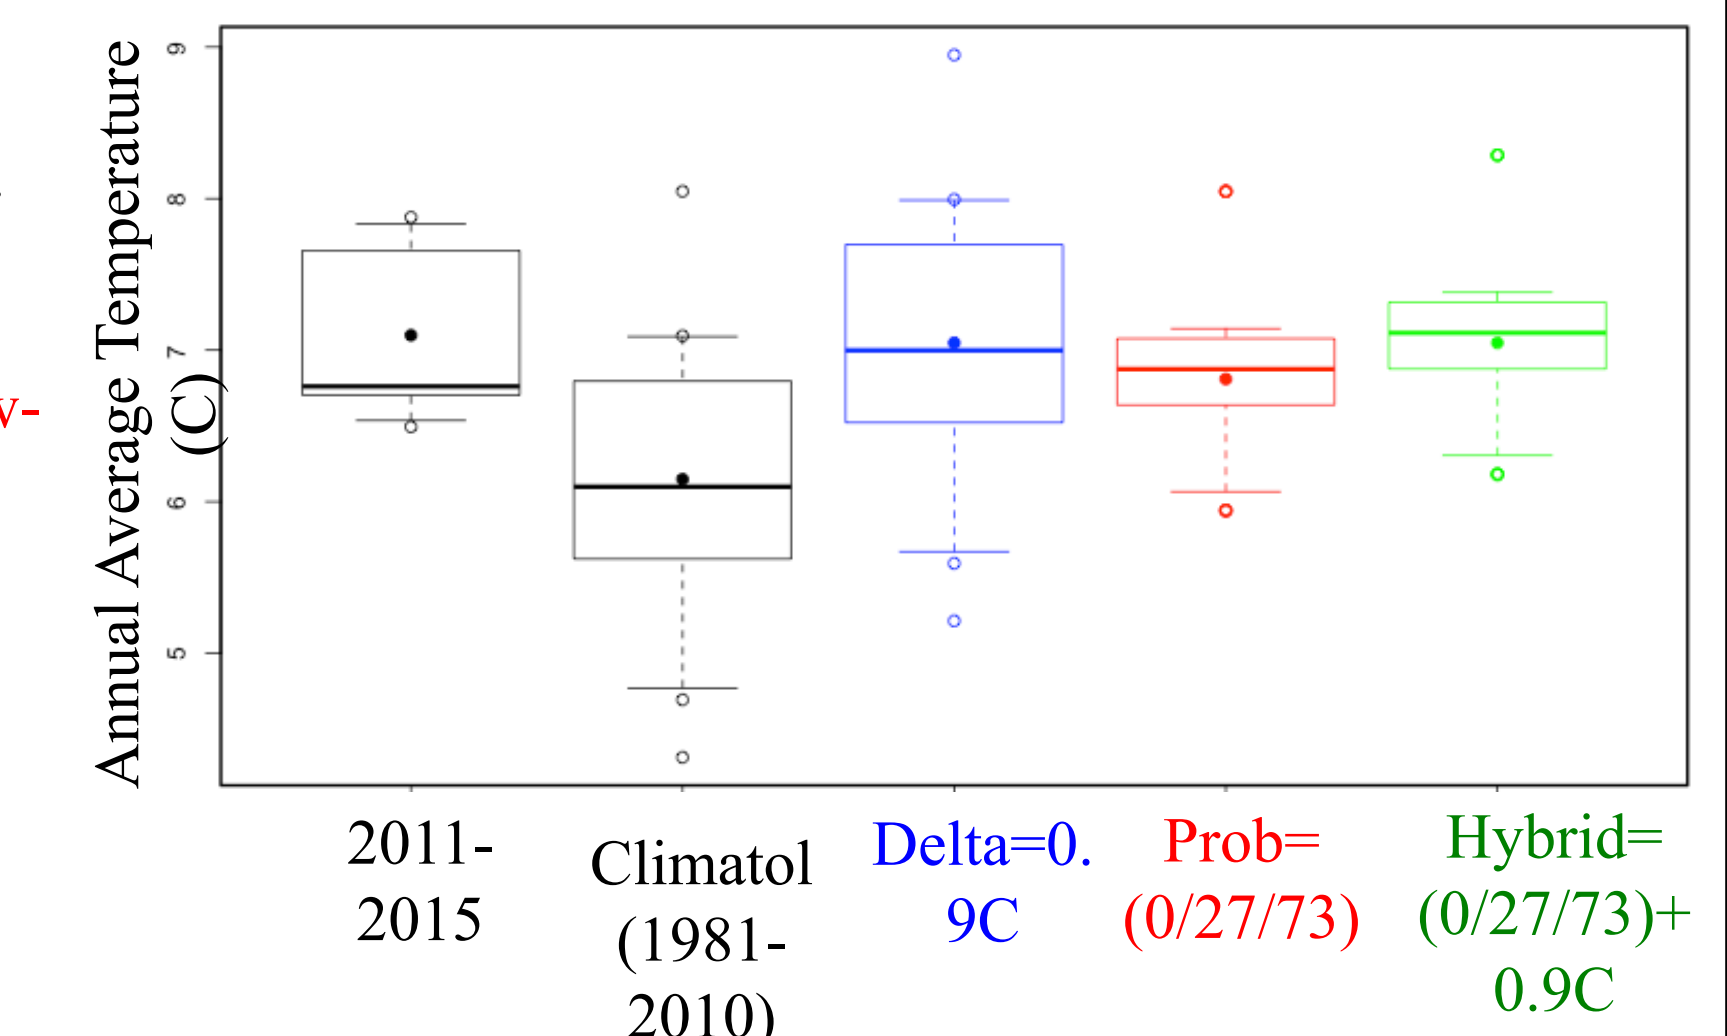 Annual Average Temperature
(C)
9
8
7
6
5
v-
2011-
2015
Climatol
(1981-
2010)
Delta=0.
9C
Prob=
(0/27/73)
Hybrid=
(0/27/73)+
0.9C